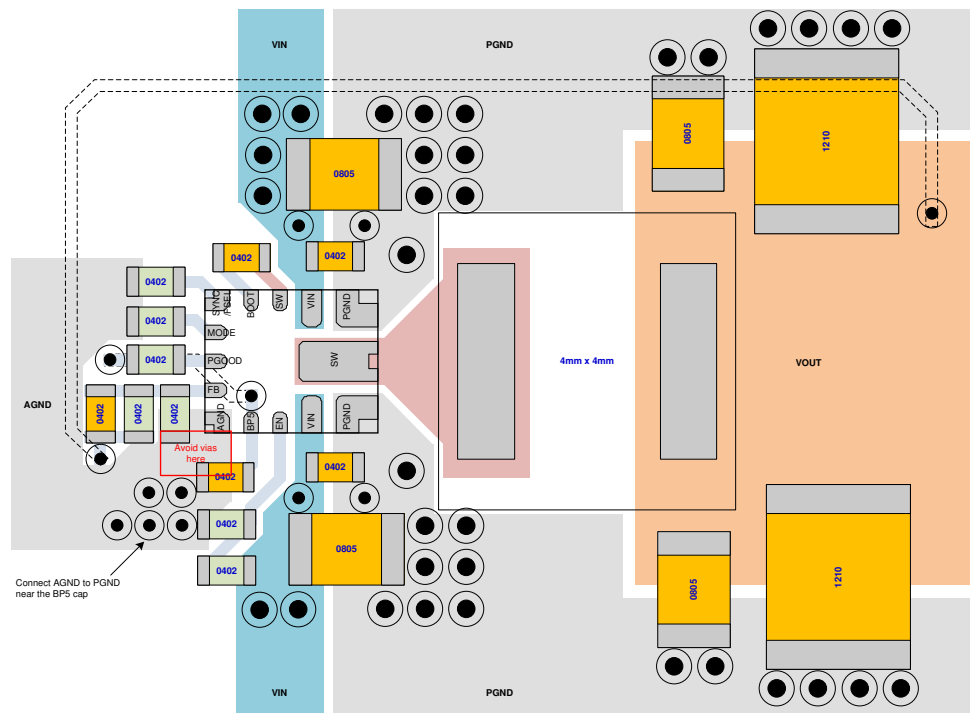 VIN
PGND
0805
1210
0805
0402
0402
0402
SYNC
/PSEL
BOOT
SW
VIN
PGND
0402
MODE
0402
PGOOD
SW
4mm x 4mm
VOUT
FB
AGND
0402
0402
0402
AGND
BP5
EN
VIN
PGND
Avoid vias
here
0402
0402
0402
0805
0402
Connect AGND to PGND
near the BP5 cap
0805
1210
VIN
PGND